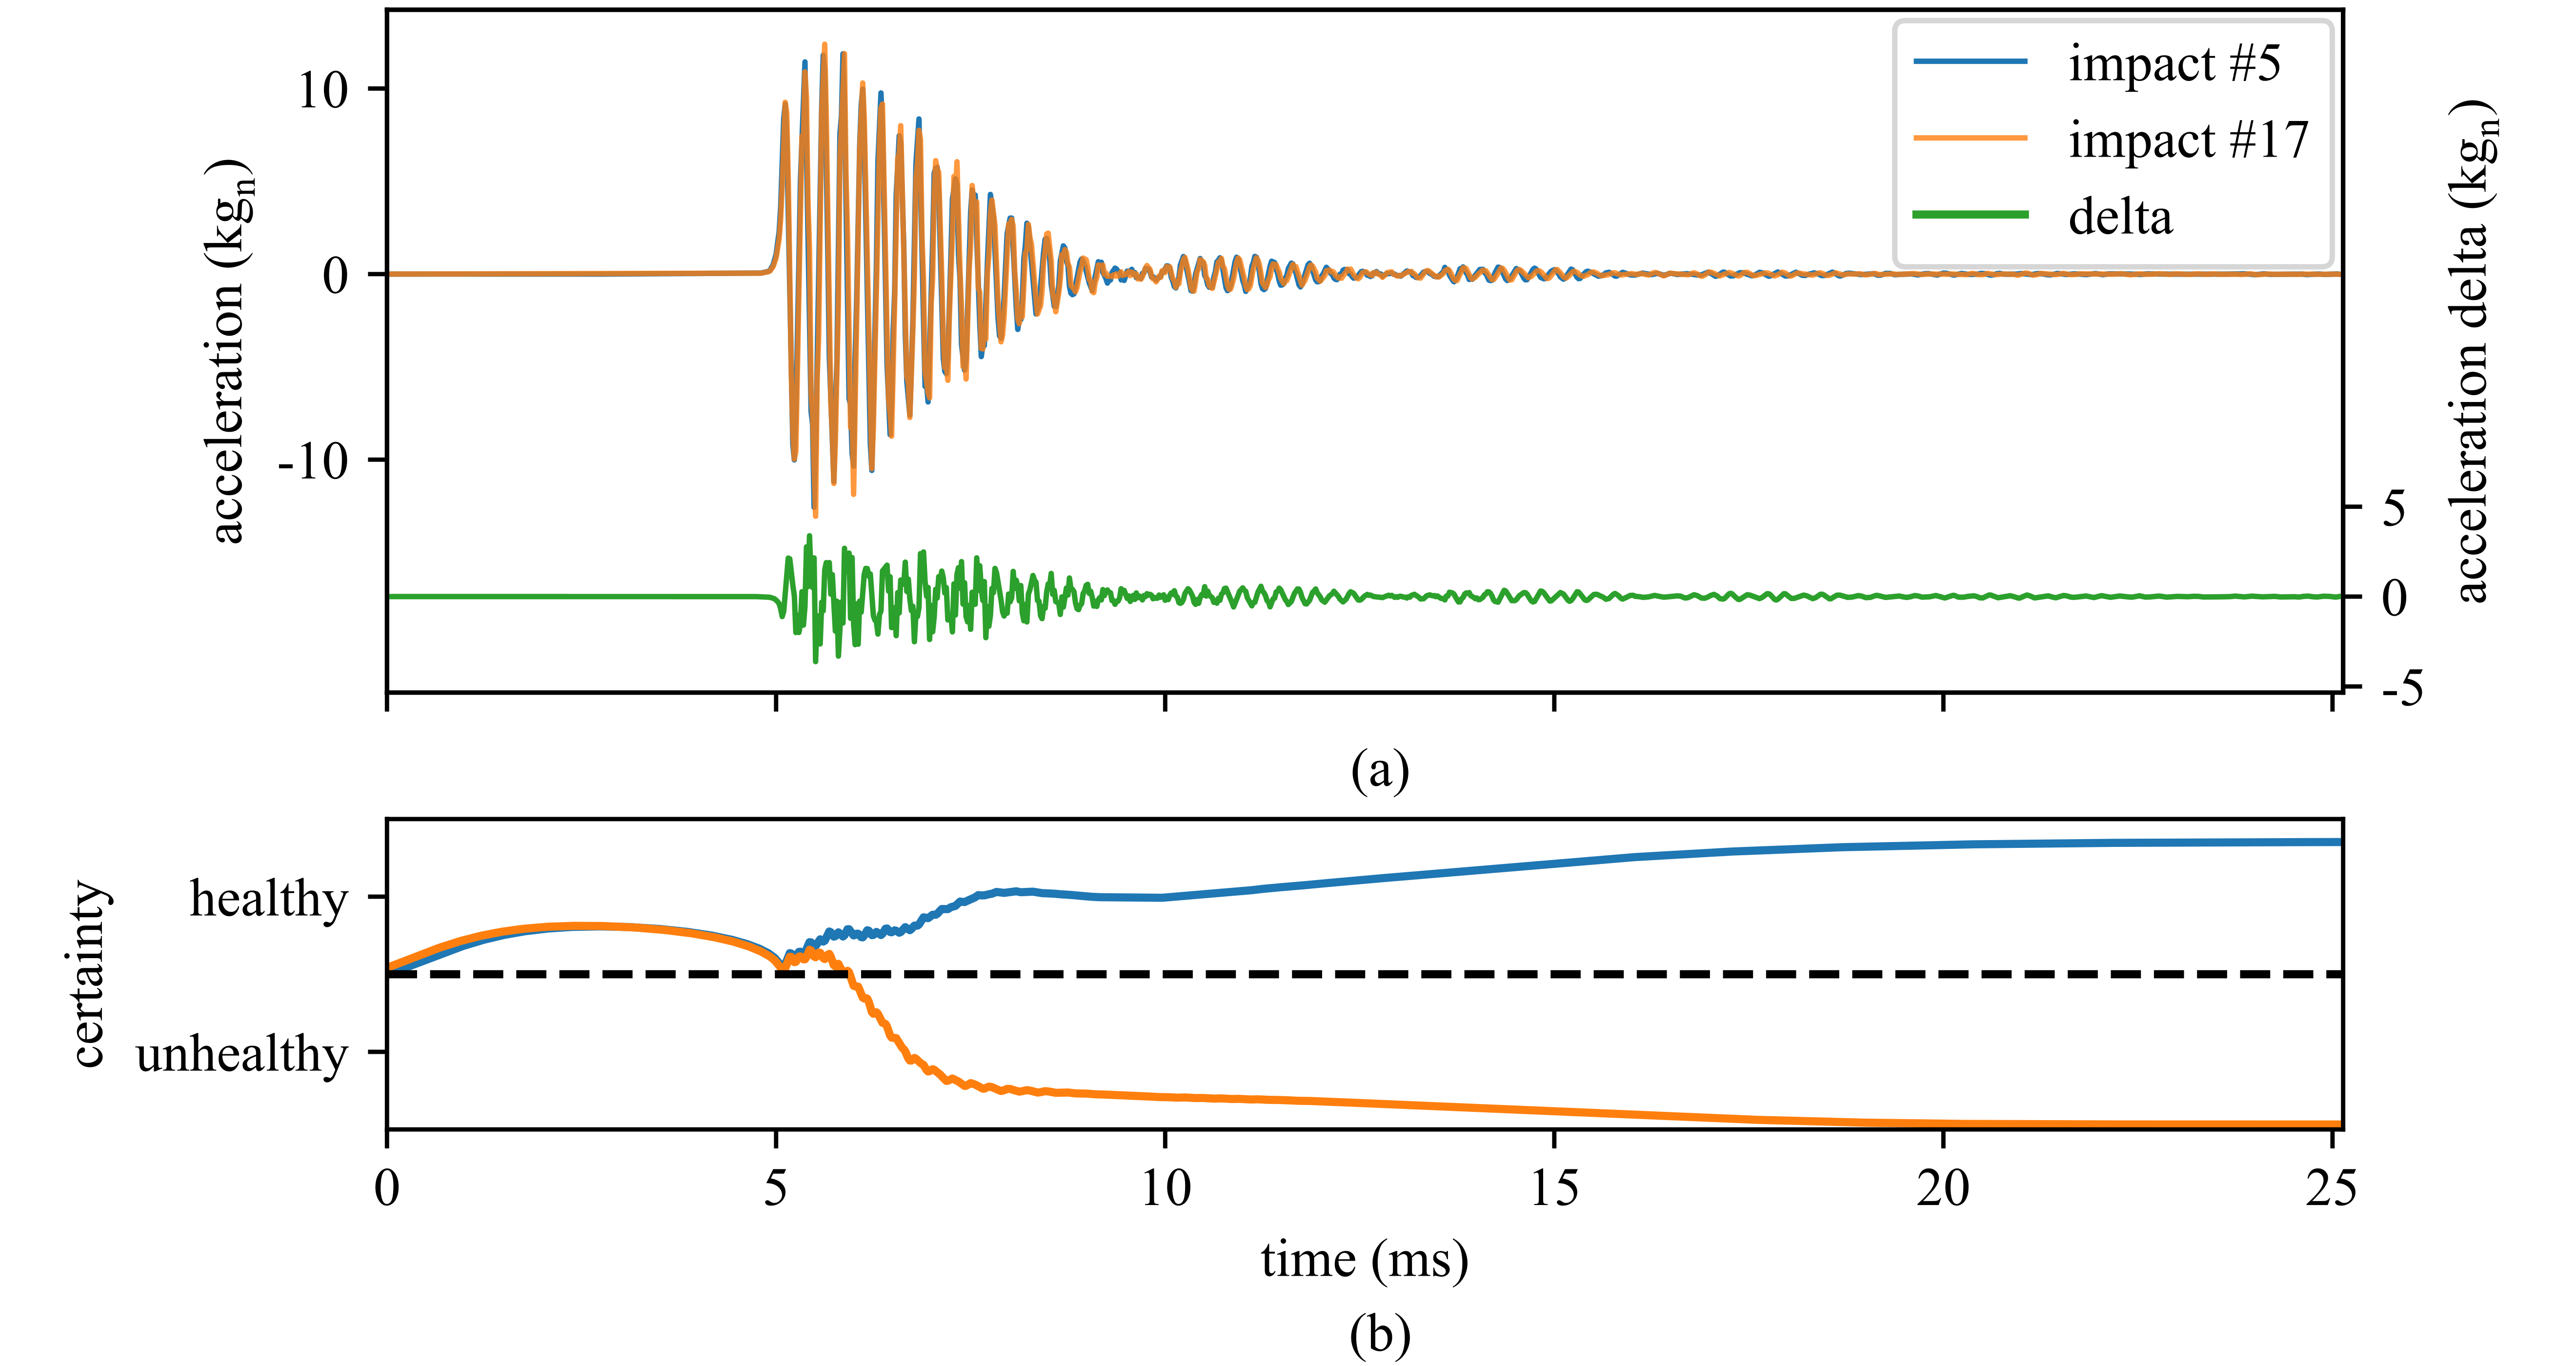 impact #5
impact #17
delta
acceleration (kgn)
10
0
-10
acceleration delta (kgn)
5
0
-5
(a)
certainty
healthy
unhealthy
0 5 10 15 20 25
time (ms)
(b)